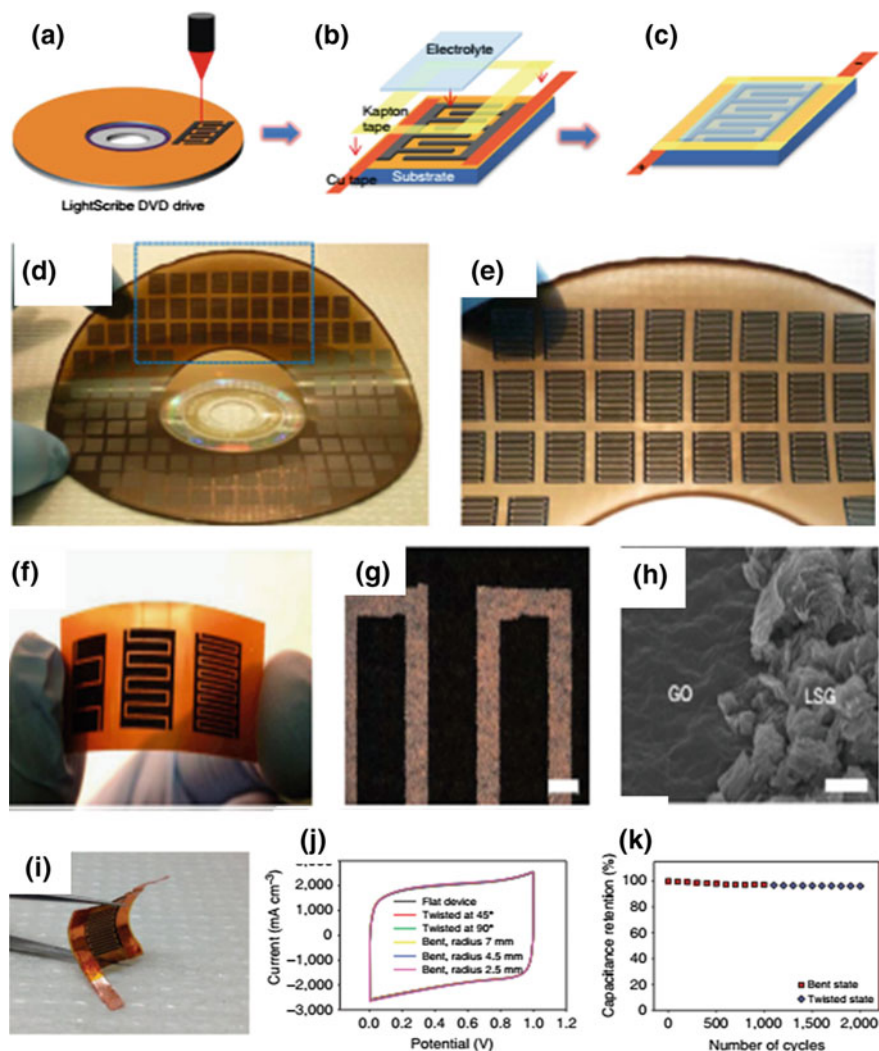 (a)
(b)
(c)
Electrolyte
Kapton
tape
Cu tape
Substrate
LightScribe DVD drive
+
–
(d)
(e)
(f)
(g)
(h)
GO
LSG
(i)
(j)
Current (mA cm⁻³)
2,000
1,000
0
−1,000
−2,000
−3,000
Flat device
Twisted at 45°
Twisted at 90°
Bent, radius 7 mm
Bent, radius 4.5 mm
Bent, radius 2.5 mm
0.0 0.2 0.4 0.6 0.8 1.0 1.2
Potential (V)
(k)
Capacitance retention (%)
120
100
80
60
40
20
0
Bent state
Twisted state
0 500 1,000 1,500 2,000
Number of cycles